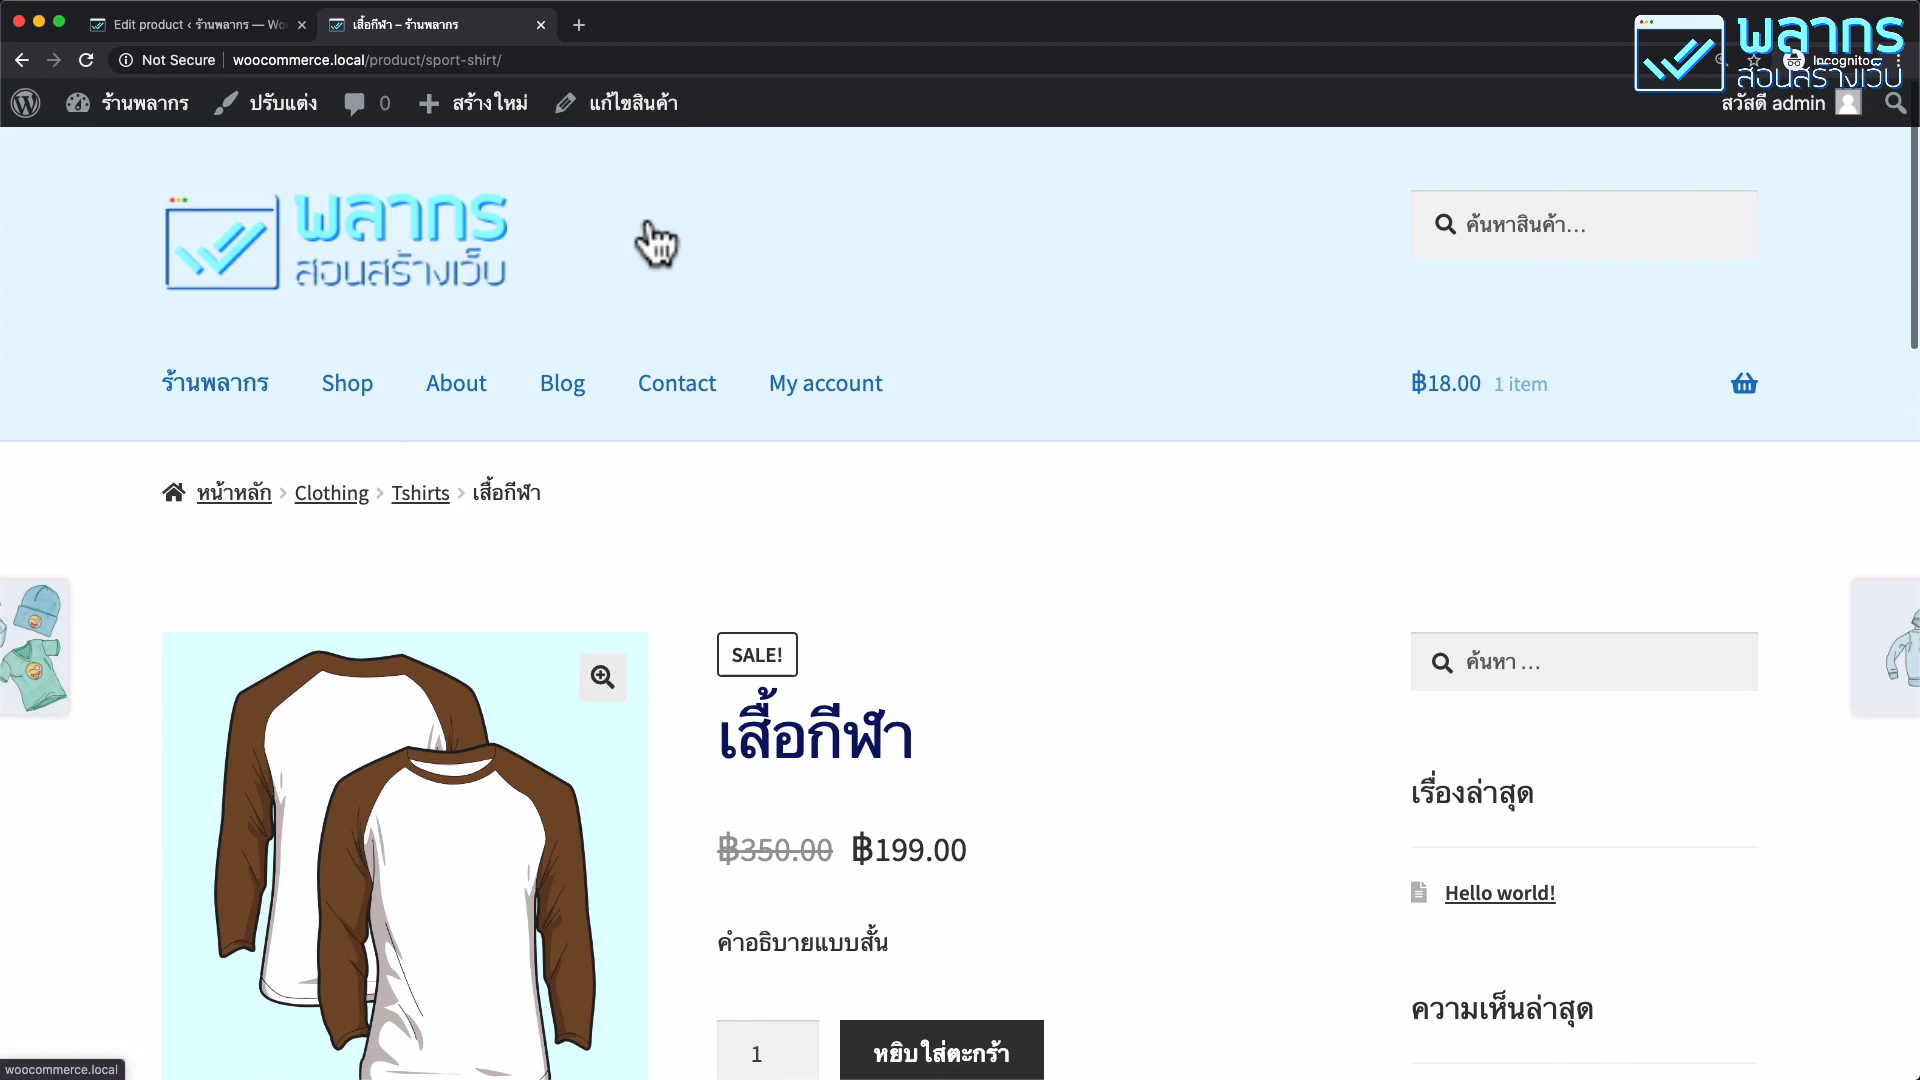 Edit product ‹ ร้านพลากร — Wo
เสื้อกีฬา – ร้านพลากร
Not Secure
woocommerce.local/product/sport-shirt/
Incognito
พลากร
สอนสร้างเว็บ
ร้านพลากร
ปรับแต่ง
0
สร้างใหม่
แก้ไขสินค้า
สวัสดี admin
พลากร
สอนสร้างเว็บ
ค้นหาสินค้า…
ร้านพลากร
Shop
About
Blog
Contact
My account
฿18.00 1 item
หน้าหลัก › Clothing › Tshirts › เสื้อกีฬา
SALE!
เสื้อกีฬา
฿350.00 ฿199.00
คำอธิบายแบบสั้น
1
หยิบใส่ตะกร้า
ค้นหา …
เรื่องล่าสุด
Hello world!
ความเห็นล่าสุด
woocommerce.local